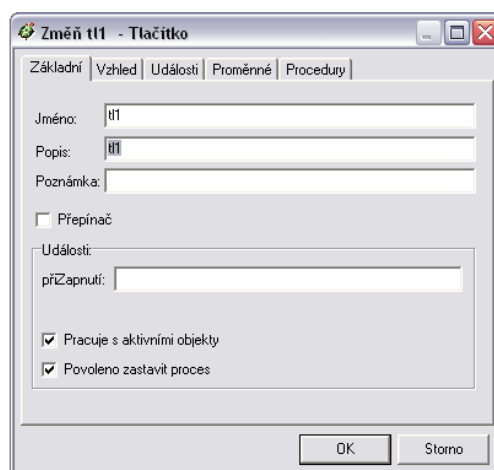 Změň tl1 - Tlačítko
Základní Vzhled Události Proměnné Procedury
Jméno: tl1
Popis: tl1
Poznámka:
Přepínač
Události:
přiZapnutí:
Pracuje s aktivními objekty
Povoleno zastavit proces
OK Storno